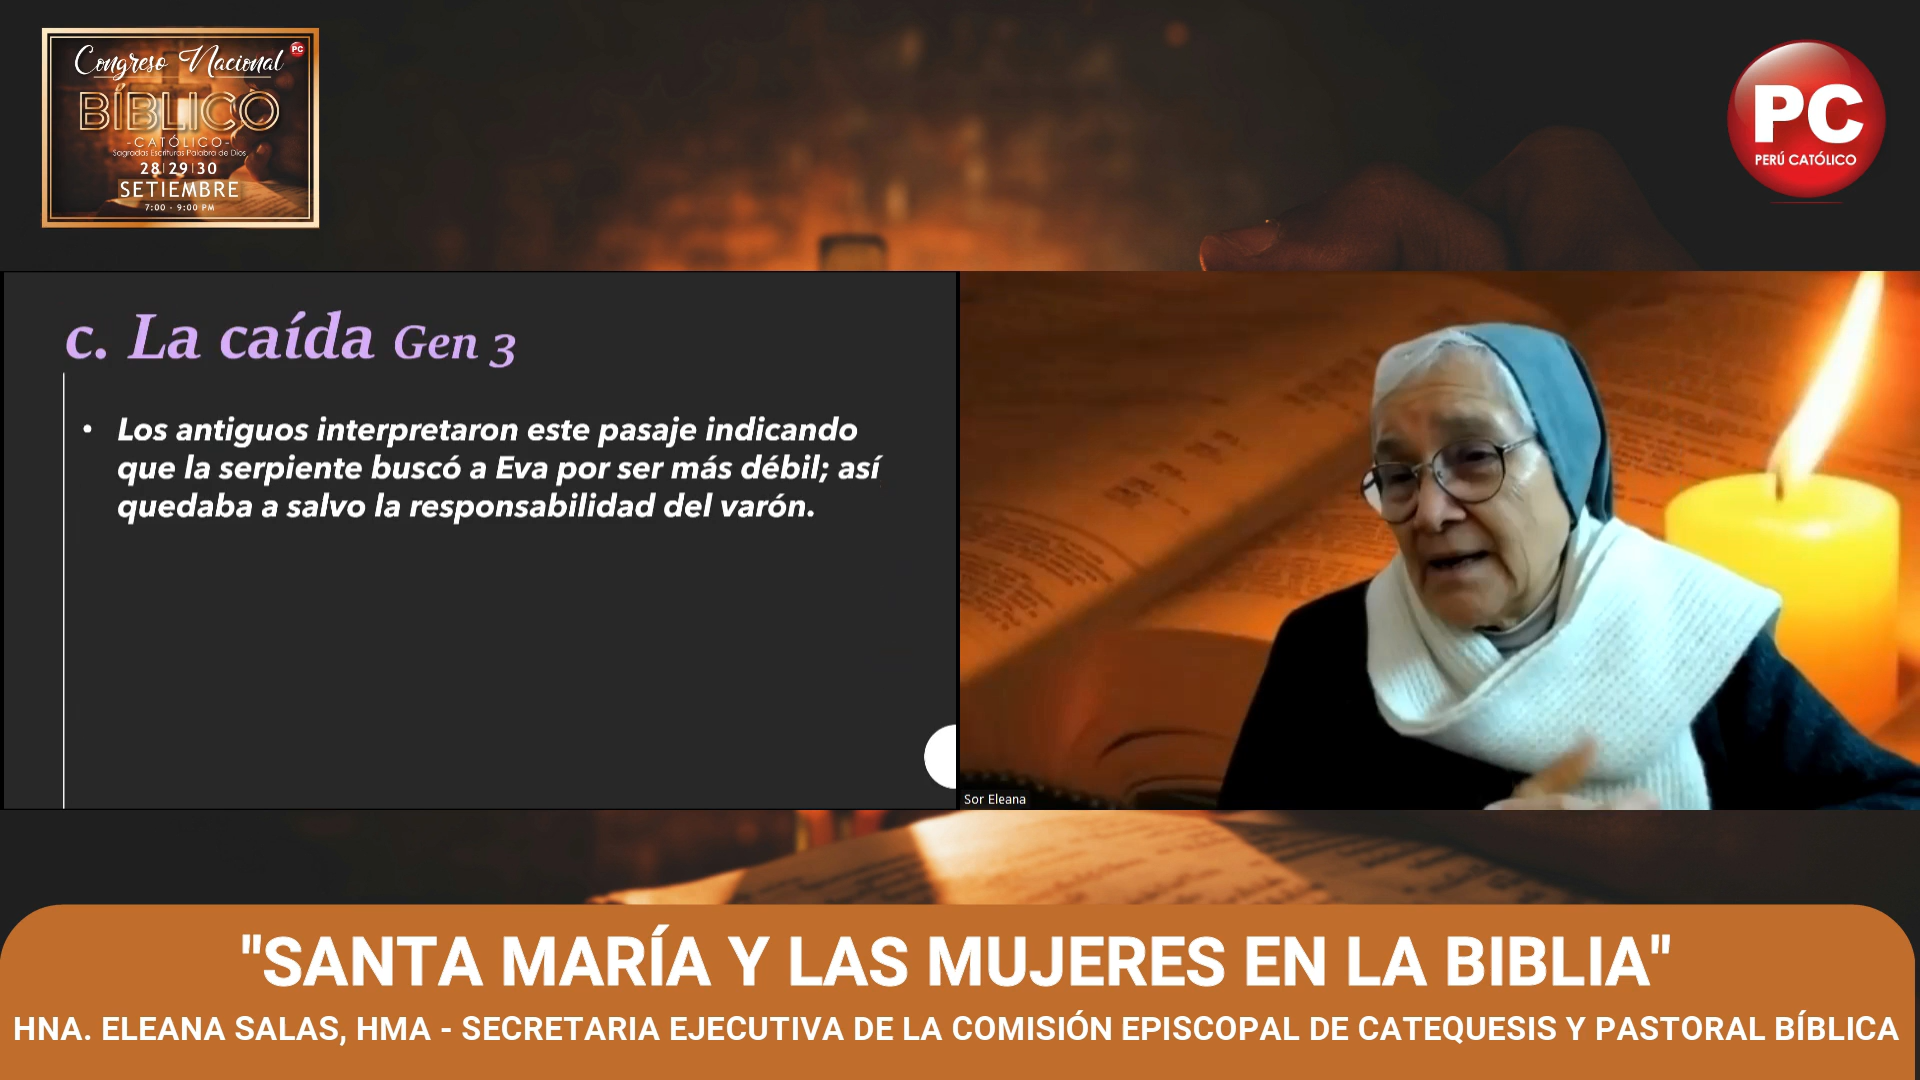 Congreso Nacional
PC
BÍBLICO
-CATÓLICO-
Sagradas Escrituras Palabra de Dios
28|29|30
SETIEMBRE
7:00 - 9:00 PM
PC
PERÚ CATÓLICO
c. La caída Gen 3
• Los antiguos interpretaron este pasaje indicando
que la serpiente buscó a Eva por ser más débil; así
quedaba a salvo la responsabilidad del varón.
Sor Eleana
"SANTA MARÍA Y LAS MUJERES EN LA BIBLIA"
HNA. ELEANA SALAS, HMA - SECRETARIA EJECUTIVA DE LA COMISIÓN EPISCOPAL DE CATEQUESIS Y PASTORAL BÍBLICA